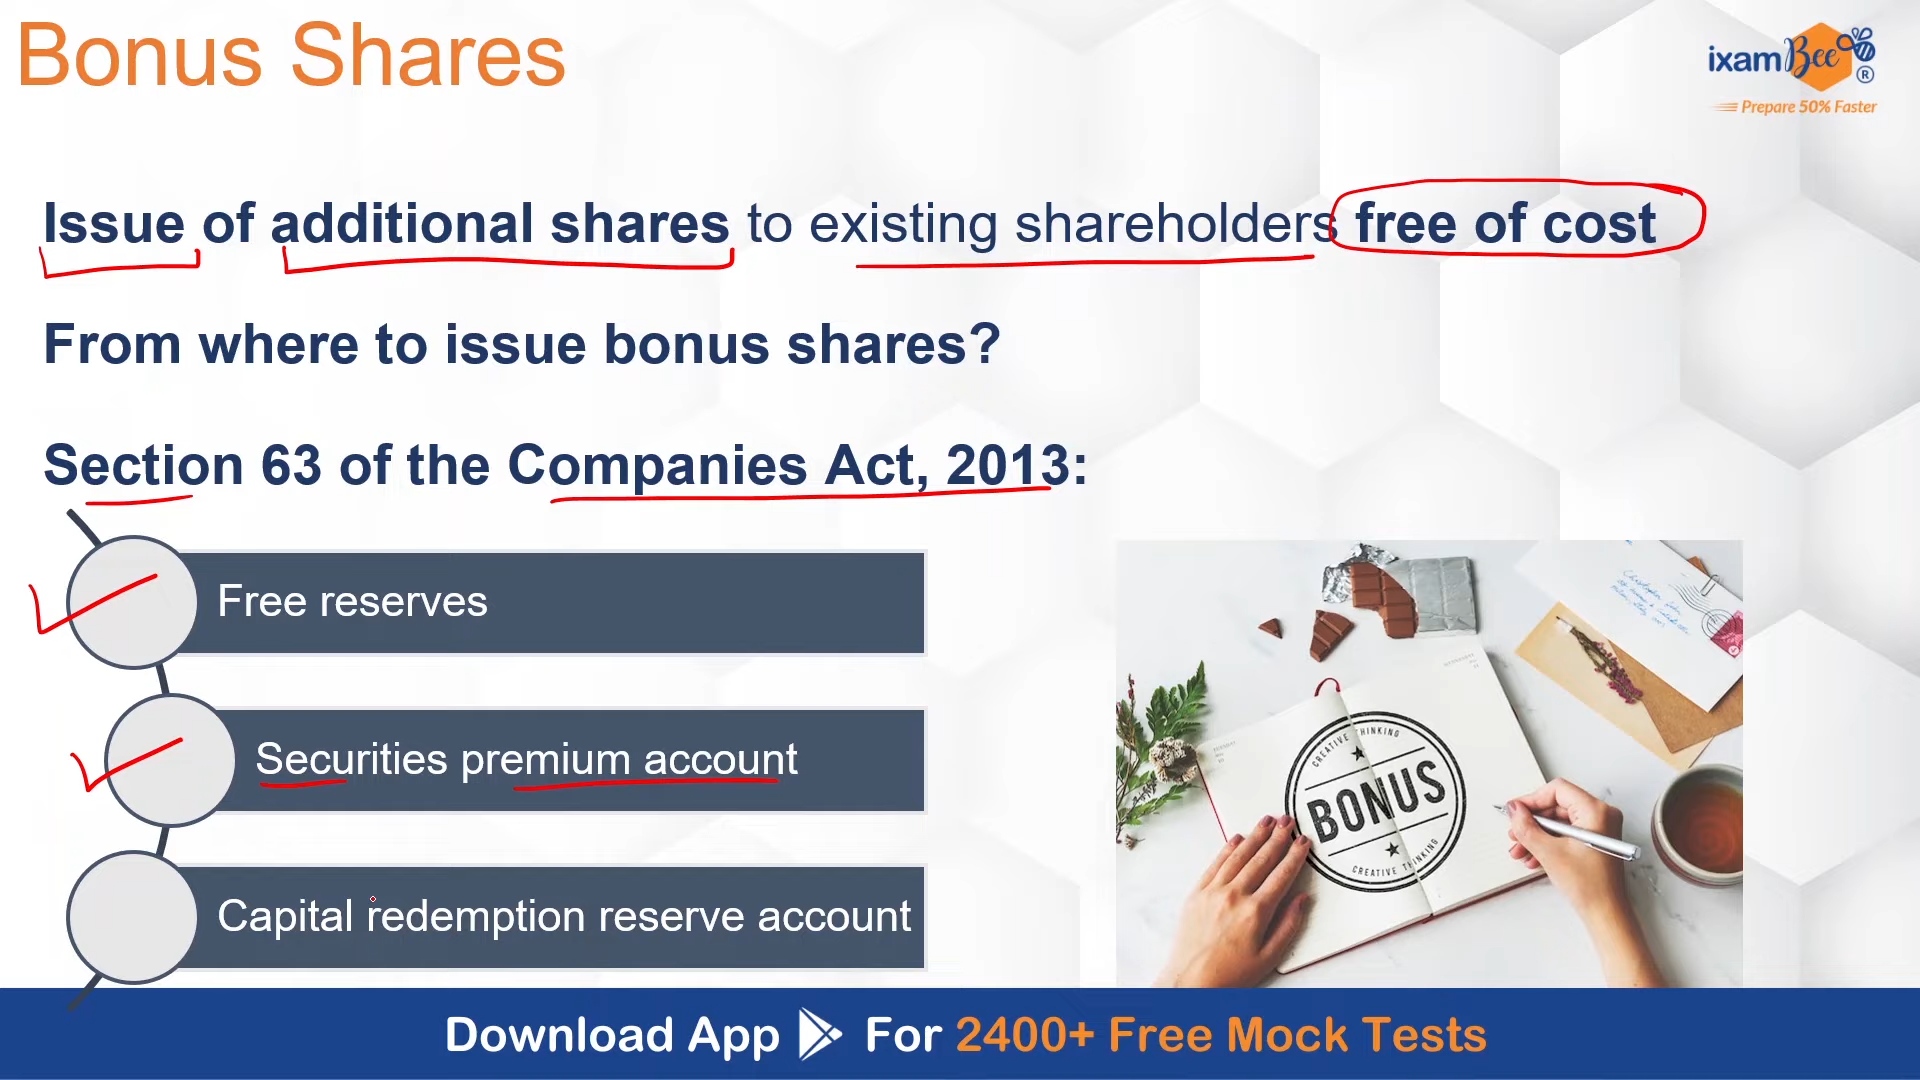 Bonus Shares
ixamBee®
Prepare 50% Faster
Issue of additional shares to existing shareholders free of cost
From where to issue bonus shares?
Section 63 of the Companies Act, 2013:
Free reserves
Securities premium account
Capital redemption reserve account
CREATIVE THINKING
BONUS
CREATIVE THINKING
Download App For 2400+ Free Mock Tests